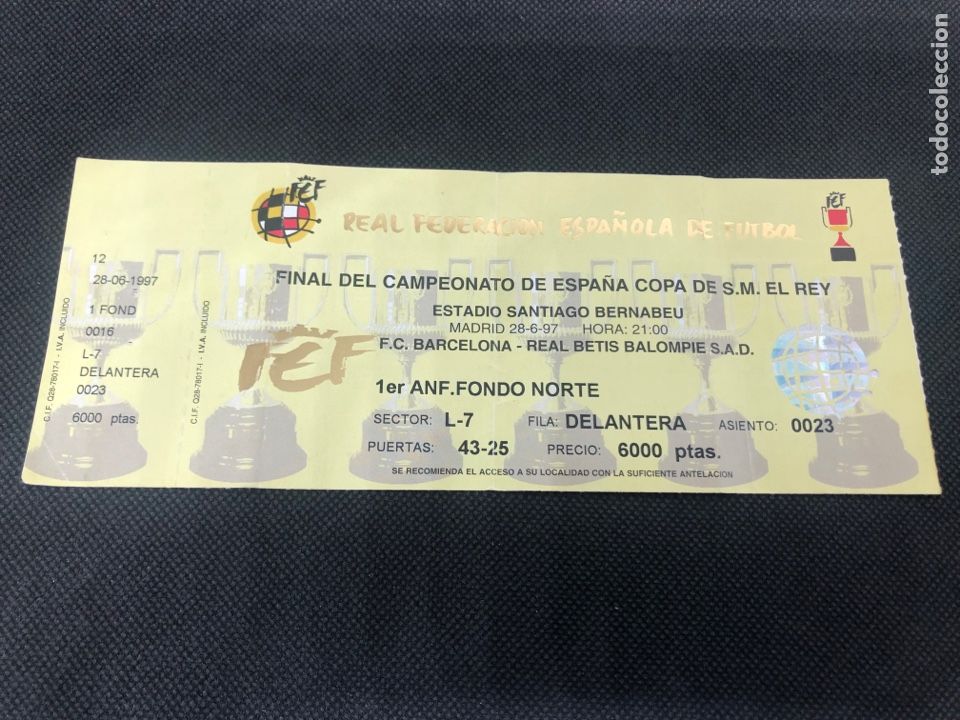 12
28-06-1997
1 FOND
0016
L-7
DELANTERA
0023
6000 ptas.
C.I.F. Q28-78017-I - I.V.A. INCLUIDO
C.I.F. Q28-78017-I - I.V.A. INCLUIDO
FCF
REAL FEDERACION ESPAÑOLA DE FUTBOL
FCF
FINAL DEL CAMPEONATO DE ESPAÑA COPA DE S.M. EL REY
ESTADIO SANTIAGO BERNABEU
MADRID 28-6-97 HORA: 21:00
F.C. BARCELONA - REAL BETIS BALOMPIE S.A.D.
FCF
1er ANF.FONDO NORTE
SECTOR: L-7 FILA: DELANTERA ASIENTO: 0023
PUERTAS: 43-25 PRECIO: 6000 ptas.
SE RECOMIENDA EL ACCESO A SU LOCALIDAD CON LA SUFICIENTE ANTELACION
todocoleccion